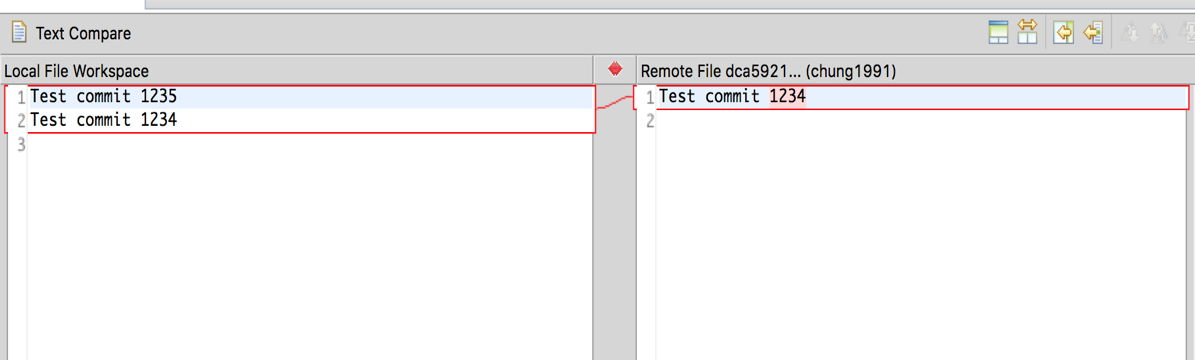 Text Compare
Local File Workspace
Remote File dca5921... (chung1991)
1 Test commit 1235
2 Test commit 1234
3
1 Test commit 1234
2